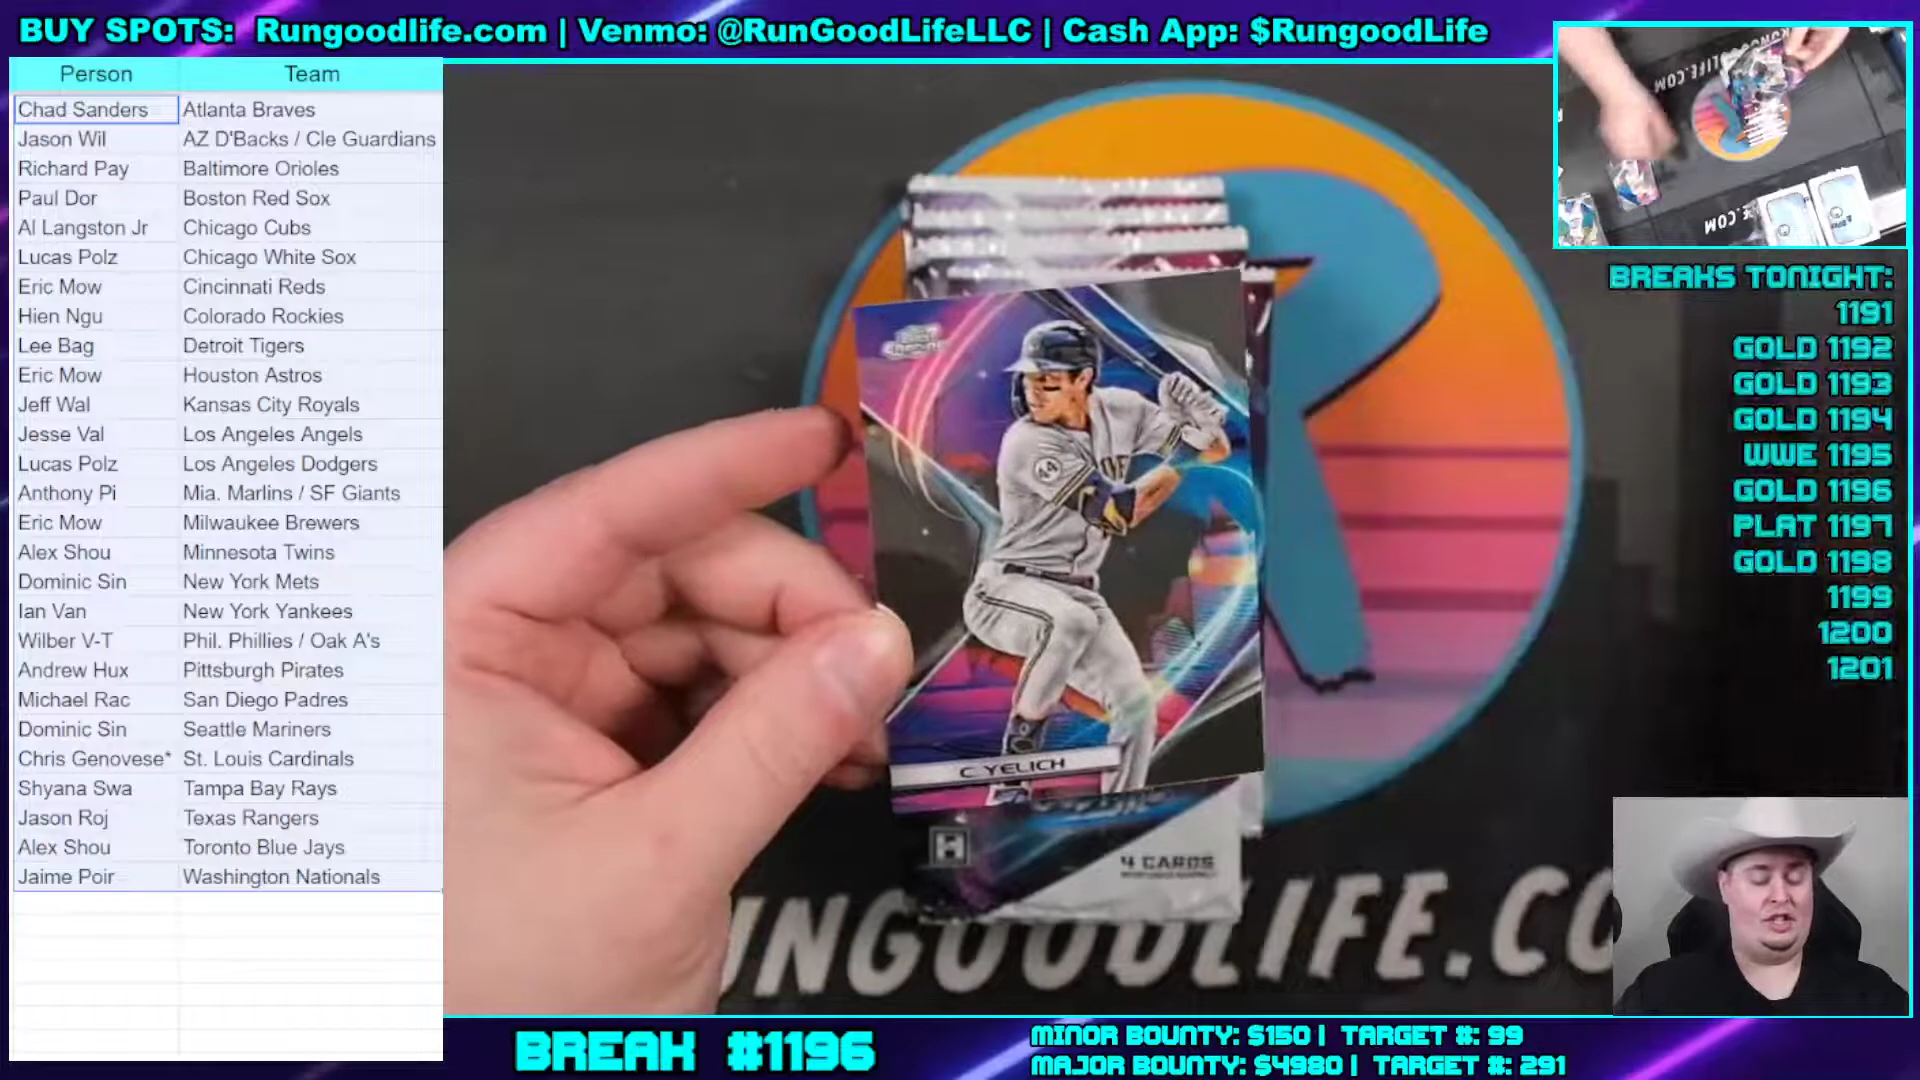 BUY SPOTS: Rungoodlife.com | Venmo: @RunGoodLifeLLC | Cash App: $RungoodLife
Person Team
Chad Sanders Atlanta Braves
Jason Wil AZ D'Backs / Cle Guardians
Richard Pay Baltimore Orioles
Paul Dor Boston Red Sox
Al Langston Jr Chicago Cubs
Lucas Polz Chicago White Sox
Eric Mow Cincinnati Reds
Hien Ngu Colorado Rockies
Lee Bag Detroit Tigers
Eric Mow Houston Astros
Jeff Wal Kansas City Royals
Jesse Val Los Angeles Angels
Lucas Polz Los Angeles Dodgers
Anthony Pi Mia. Marlins / SF Giants
Eric Mow Milwaukee Brewers
Alex Shou Minnesota Twins
Dominic Sin New York Mets
Ian Van New York Yankees
Wilber V-T Phil. Phillies / Oak A's
Andrew Hux Pittsburgh Pirates
Michael Rac San Diego Padres
Dominic Sin Seattle Mariners
Chris Genovese* St. Louis Cardinals
Shyana Swa Tampa Bay Rays
Jason Roj Texas Rangers
Alex Shou Toronto Blue Jays
Jaime Poir Washington Nationals
44
C. YELICH
4 CARDS
UNGOODLIFE.CO
LIFE.COM
.COM
BREAKS TONIGHT:
1191
GOLD 1192
GOLD 1193
GOLD 1194
WWE 1195
GOLD 1196
PLAT 1197
GOLD 1198
1199
1200
1201
BREAK #1196
MINOR BOUNTY: $150 | TARGET #: 99
MAJOR BOUNTY: $4980 | TARGET #: 291